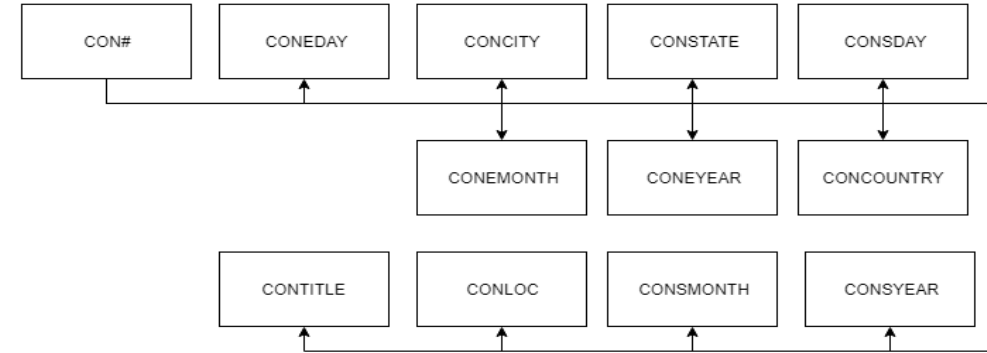 CON#
CONEDAY
CONCITY
CONSTATE
CONSDAY
CONEMONTH
CONEYEAR
CONCOUNTRY
CONTITLE
CONLOC
CONSMONTH
CONSYEAR